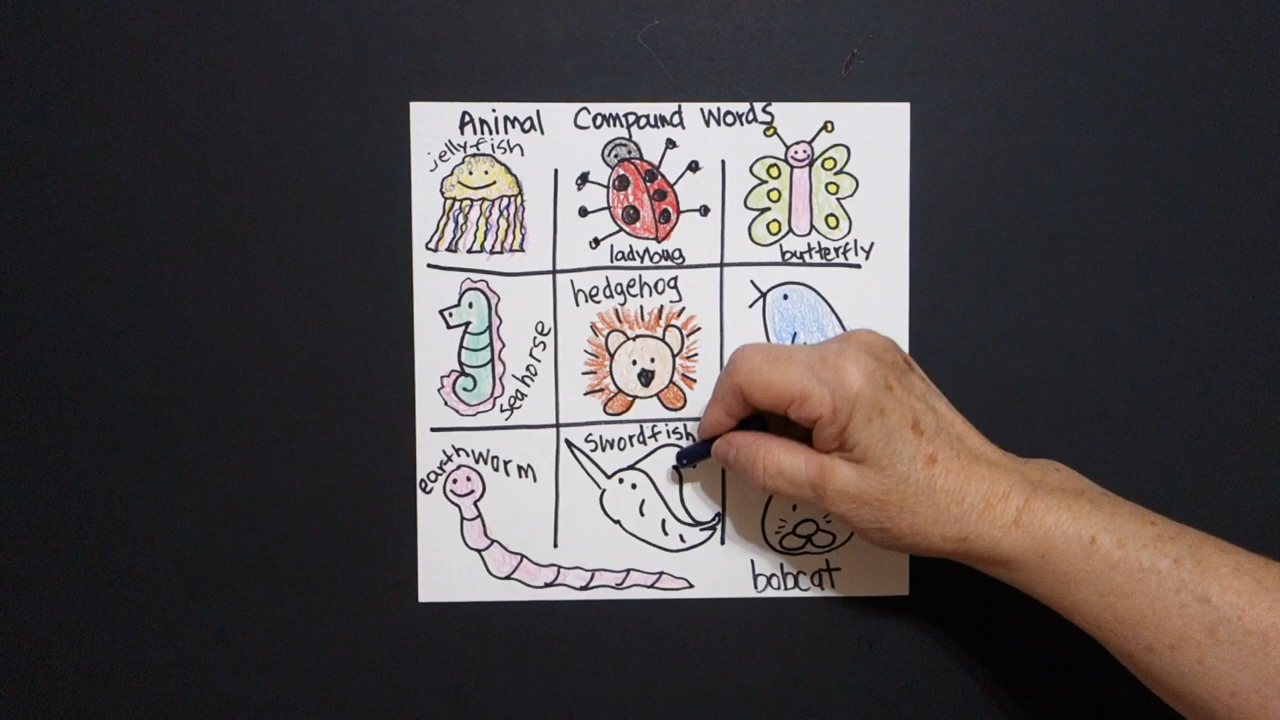 Animal Compound Words
jellyfish
ladybug
butterfly
seahorse
hedgehog
earthworm
swordfish
bobcat